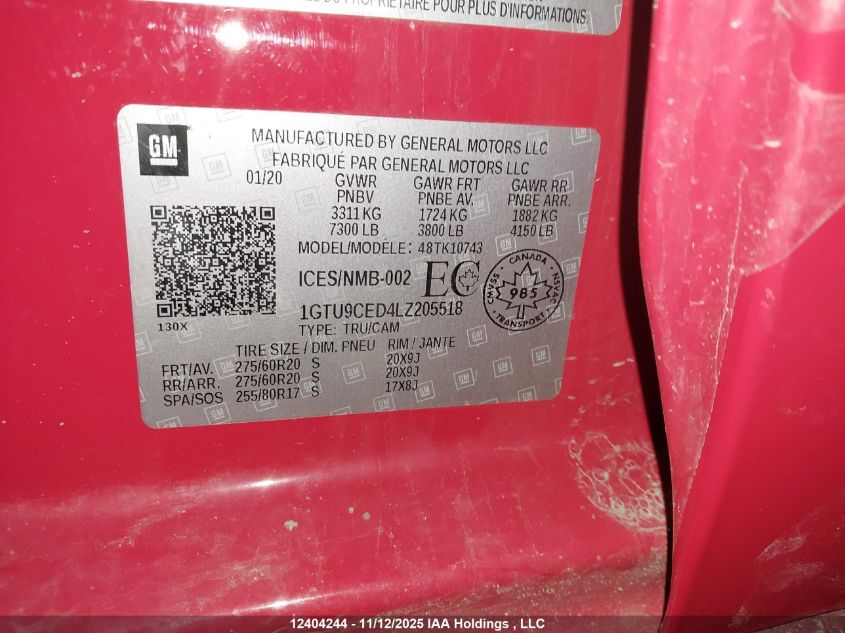 DU PROPRIÉTAIRE POUR PLUS D'INFORMATIONS.
GM
MANUFACTURED BY GENERAL MOTORS LLC
FABRIQUÉ PAR GENERAL MOTORS LLC
01/20 GVWR GAWR FRT GAWR RR
PNBV PNBE AV. PNBE ARR.
3311 KG 1724 KG 1882 KG
7300 LB 3800 LB 4150 LB
MODEL/MODÈLE: 48TK10743
ICES/NMB-002 EC
CANADA
CMVSS 985 NSVAC
TRANSPORT
130X
1GTU9CED4LZ205518
TYPE: TRU/CAM
TIRE SIZE / DIM. PNEU RIM / JANTE
FRT/AV. 275/60R20 S 20X9J
RR/ARR. 275/60R20 S 20X9J
SPA/SOS 255/80R17 S 17X8J
12404244 - 11/12/2025 IAA Holdings , LLC